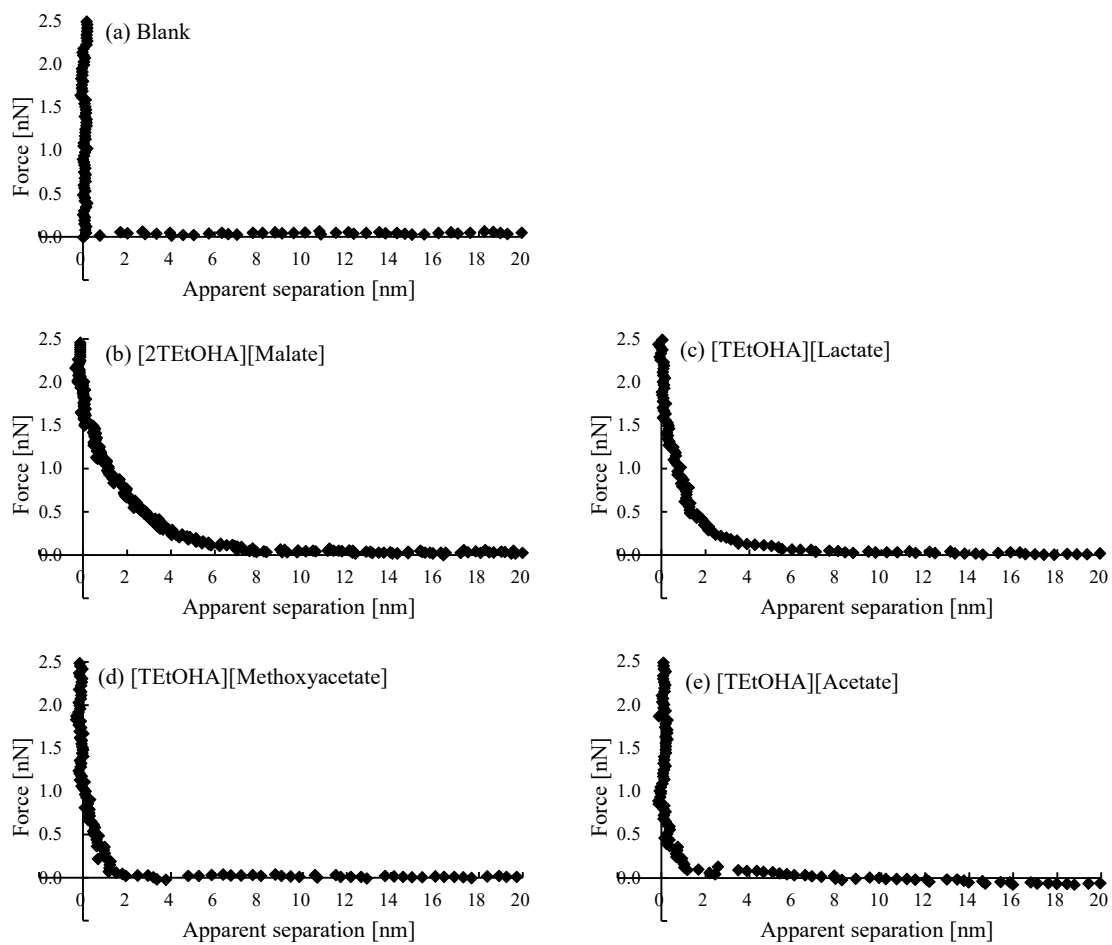 (a) Blank
Force [nN]
2.5
2.0
1.5
1.0
0.5
0.0
0 2 4 6 8 10 12 14 16 18 20
Apparent separation [nm]
(b) [2TEtOHA][Malate]
Force [nN]
2.5
2.0
1.5
1.0
0.5
0.0
0 2 4 6 8 10 12 14 16 18 20
Apparent separation [nm]
(c) [TEtOHA][Lactate]
Force [nN]
2.5
2.0
1.5
1.0
0.5
0.0
0 2 4 6 8 10 12 14 16 18 20
Apparent separation [nm]
(d) [TEtOHA][Methoxyacetate]
Force [nN]
2.5
2.0
1.5
1.0
0.5
0.0
0 2 4 6 8 10 12 14 16 18 20
Apparent separation [nm]
(e) [TEtOHA][Acetate]
Force [nN]
2.5
2.0
1.5
1.0
0.5
0.0
0 2 4 6 8 10 12 14 16 18 20
Apparent separation [nm]